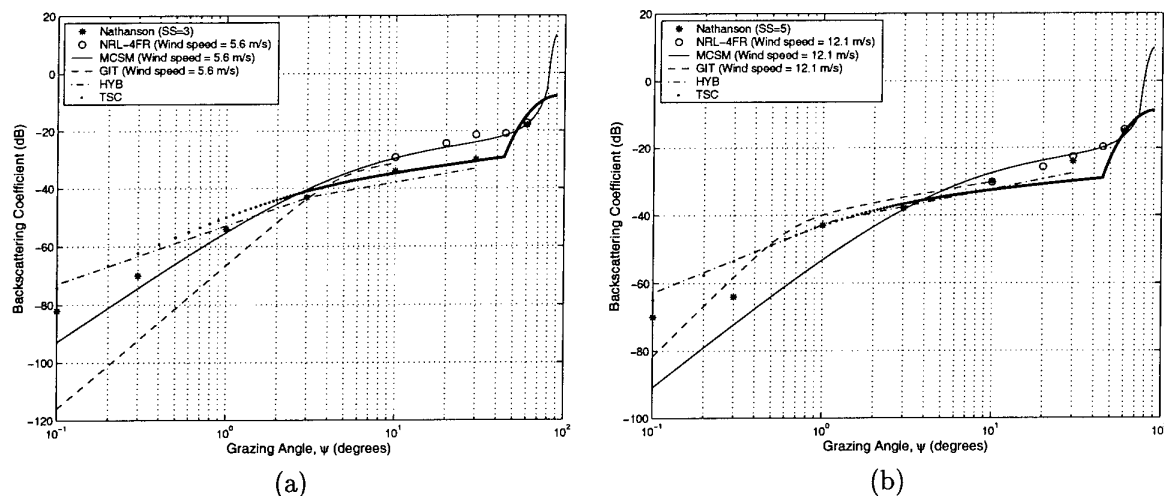 Nathanson (SS=3)
NRL-4FR (Wind speed = 5.6 m/s)
MCSM (Wind speed = 5.6 m/s)
GIT (Wind speed = 5.6 m/s)
HYB
TSC
20
0
-20
-40
-60
-80
-100
-120
Backscattering Coefficient (dB)
10^-1
10^0
10^1
10^2
Grazing Angle, ψ (degrees)
(a)
Nathanson (SS=5)
NRL-4FR (Wind speed = 12.1 m/s)
MCSM (Wind speed = 12.1 m/s)
GIT (Wind speed = 12.1 m/s)
HYB
TSC
20
0
-20
-40
-60
-80
-100
Backscattering Coefficient (dB)
10^-1
10^0
10^1
10
Grazing Angle, ψ (degrees)
(b)